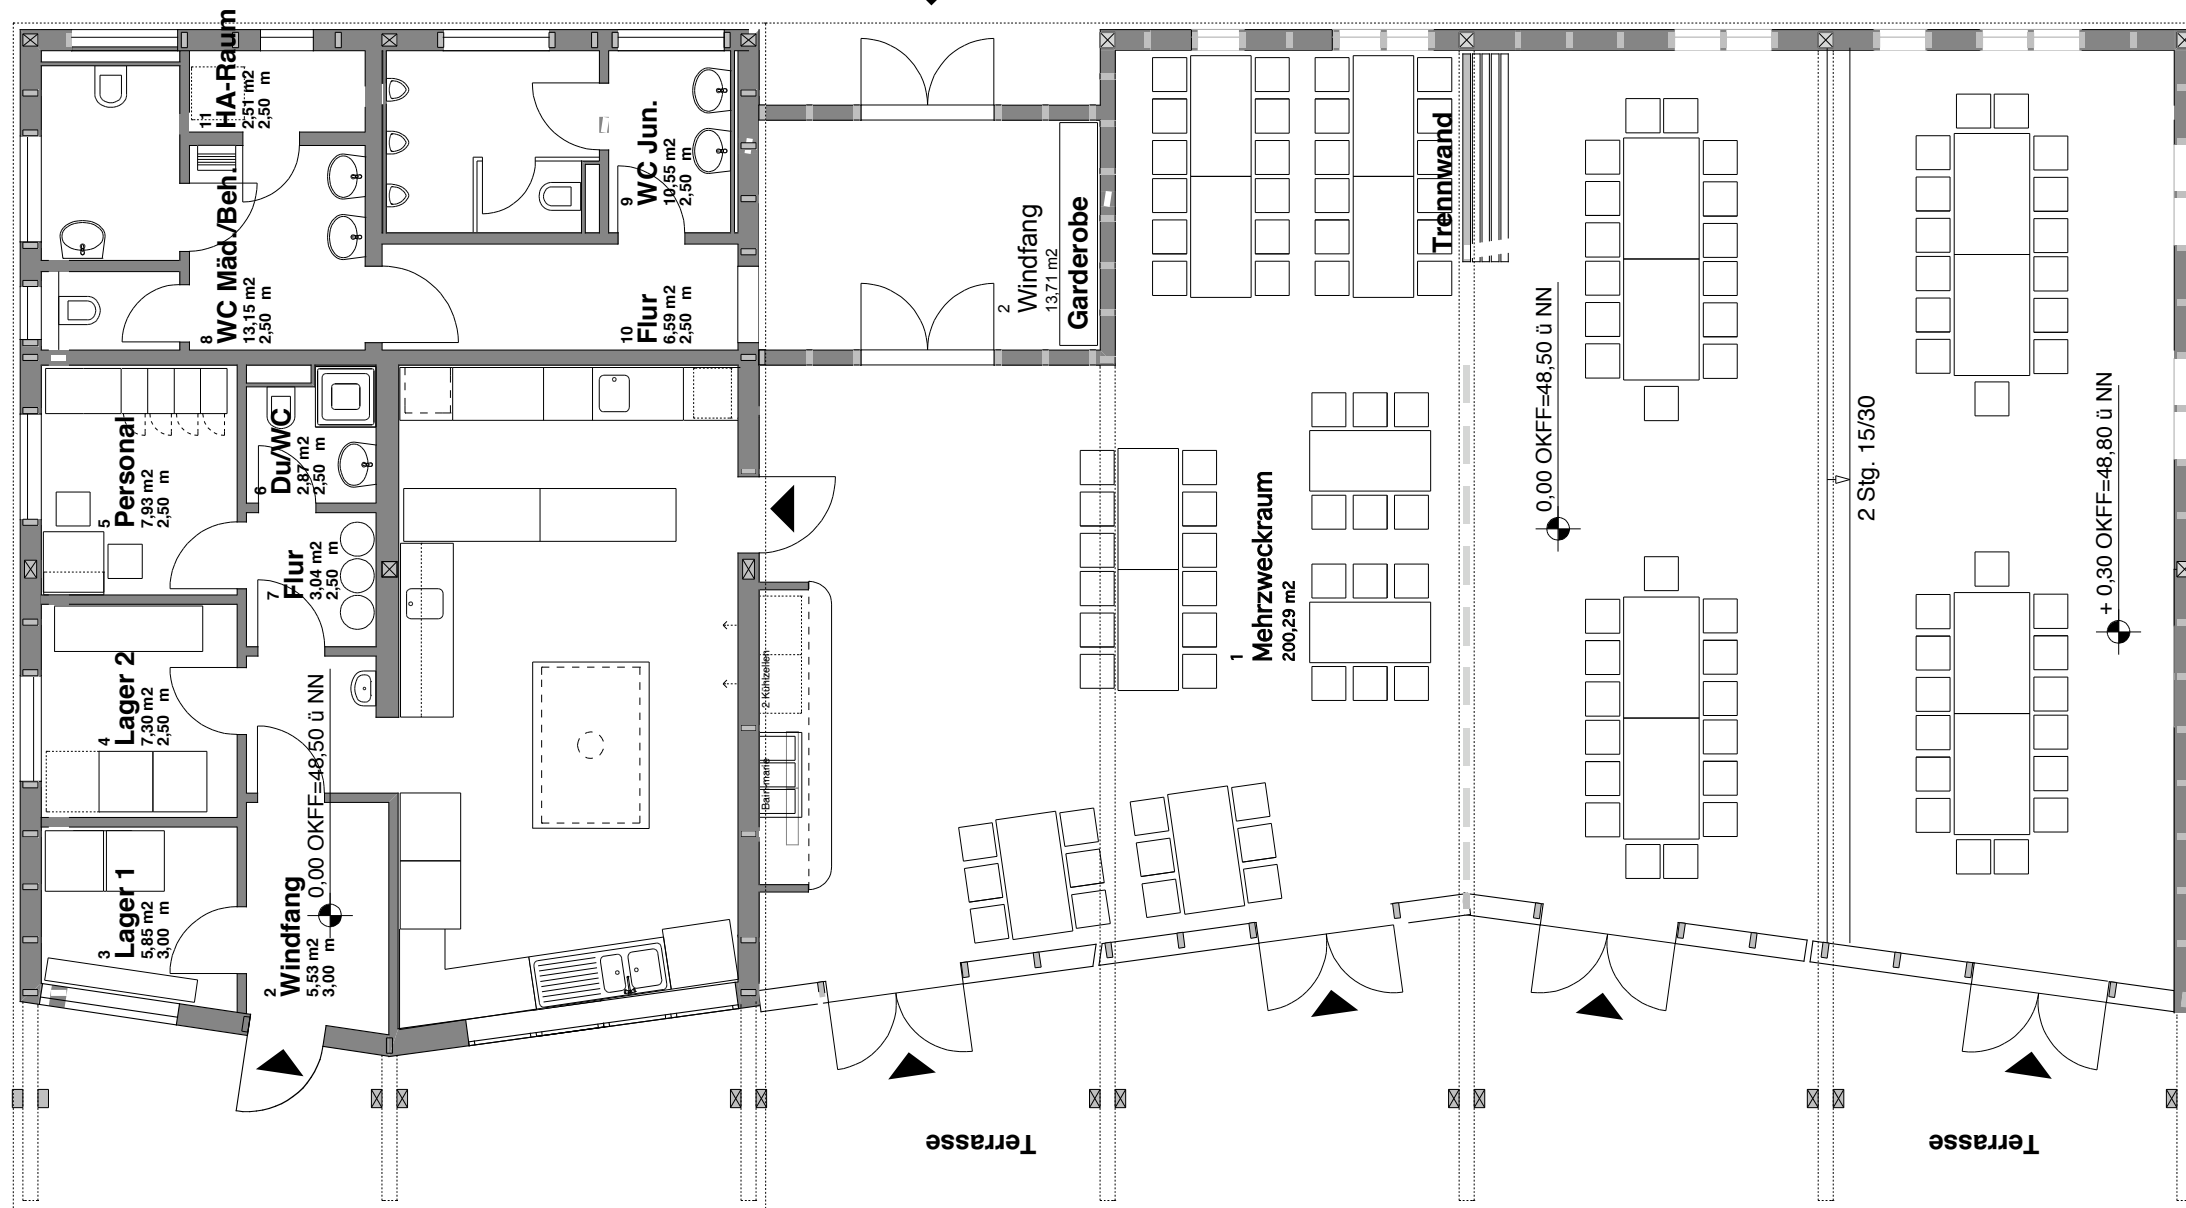 11
HA-Raum
2,51 m2
2,50 m
8
WC Mäd./Beh.
13,15 m2
2,50 m
9
WC Jun.
10,55 m2
2,50 m
10
Flur
6,59 m2
2,50 m
2
Windfang
13,71 m2
Garderobe
Trennwand
5
Personal
7,93 m2
2,50 m
6
Du/WC
2,87 m2
2,50 m
7
Flur
3,04 m2
2,50 m
4
Lager 2
7,30 m2
2,50 m
3
Lager 1
5,85 m2
3,00 m
2
Windfang
5,53 m2
3,00 m
0,00 OKFF=48,50 ü NN
2 Kühlzellen
Bain-marie
1
Mehrzweckraum
200,29 m2
0,00 OKFF=48,50 ü NN
2 Stg. 15/30
+ 0,30 OKFF=48,80 ü NN
Terrasse
Terrasse